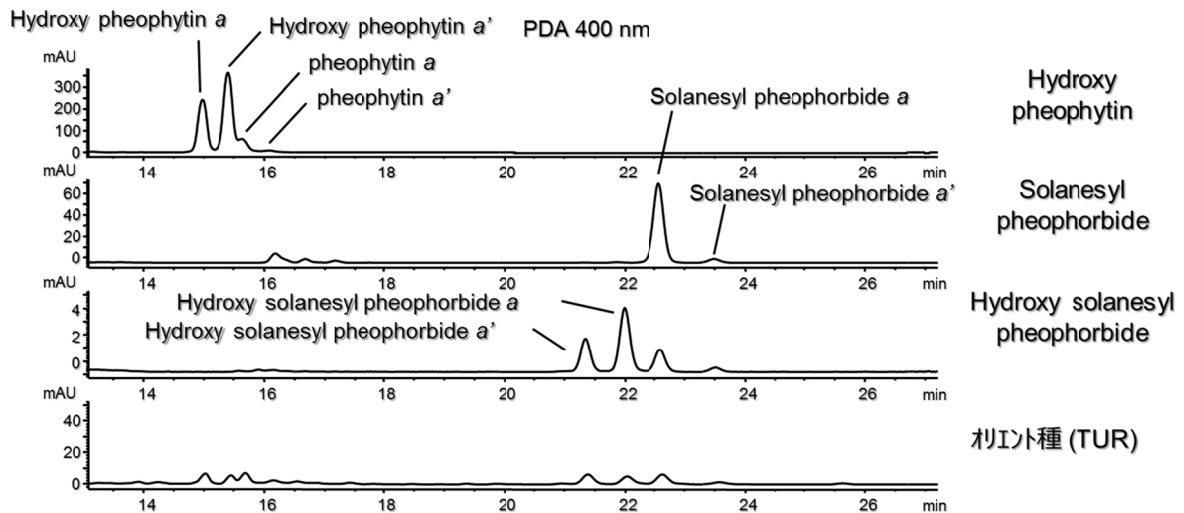 Hydroxy pheophytin a
Hydroxy pheophytin a’
PDA 400 nm
pheophytin a
pheophytin a’
Solanesyl pheophorbide a
Hydroxy
pheophytin
mAU
300
200
100
0
14
16
18
20
22
24
26
min
Solanesyl pheophorbide a’
Solanesyl
pheophorbide
mAU
60
40
20
0
14
16
18
20
22
24
26
min
Hydroxy solanesyl pheophorbide a
Hydroxy solanesyl pheophorbide a’
Hydroxy solanesyl
pheophorbide
mAU
4
2
0
14
16
18
20
22
24
26
min
オリエント種 (TUR)
mAU
40
20
0
14
16
18
20
22
24
26
min